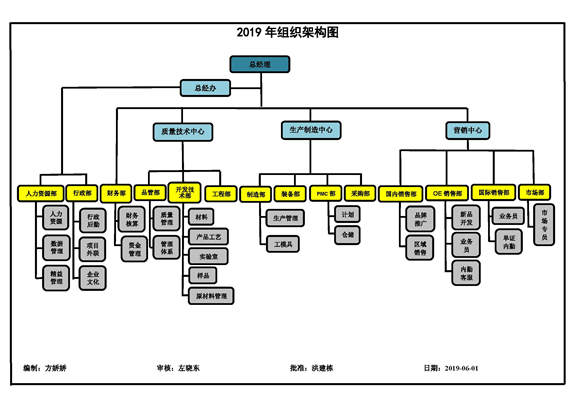 2019 年组织架构图
总经理
总经办
质量技术中心
生产制造中心
营销中心
人力资源部
行政部
财务部
品管部
开发技
术部
工程部
制造部
装备部
PMC 部
采购部
国内销售部
OE 销售部
国际销售部
市场部
人力
资源
数据
管理
精益
管理
行政
后勤
项目
外联
企业
文化
财务
核算
资金
管理
质量
管理
管理
体系
材料
产品工艺
实验室
样品
原材料管理
生产管理
工模具
计划
仓储
品牌
推广
区域
销售
新品
开发
业务
员
内勤
客服
业务员
单证
内勤
市
场
专
员
编制：方娇娇
审核：左晓东
批准：洪建栋
日期：2019-06-01